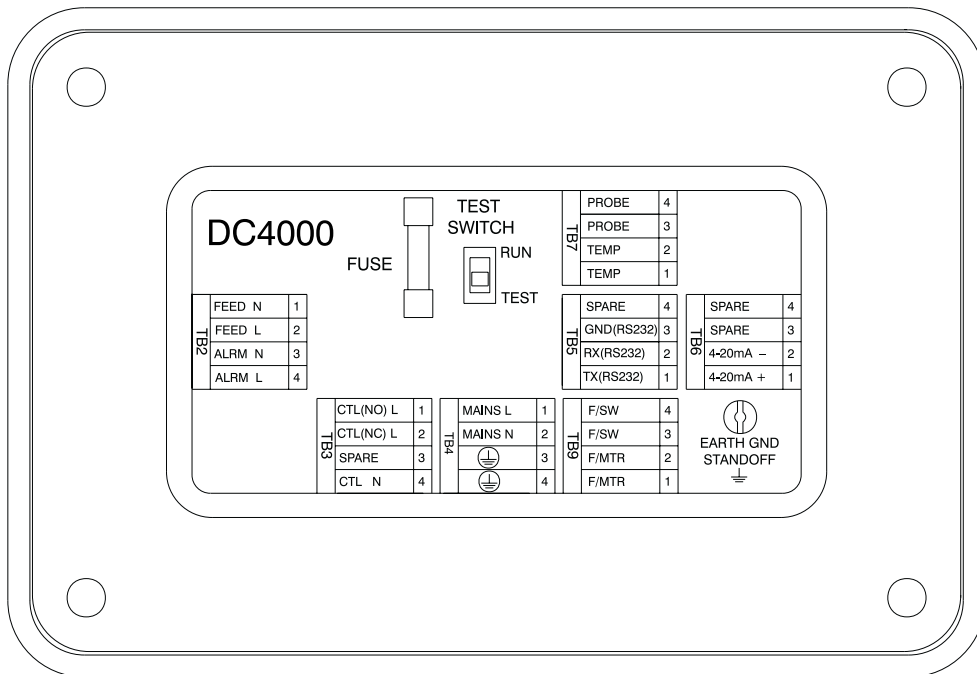 DC4000
FUSE
TEST
SWITCH
RUN
TEST
TB7
PROBE 4
PROBE 3
TEMP 2
TEMP 1
TB2
FEED N 1
FEED L 2
ALRM N 3
ALRM L 4
TB5
SPARE 4
GND(RS232) 3
RX(RS232) 2
TX(RS232) 1
TB6
SPARE 4
SPARE 3
4-20mA - 2
4-20mA + 1
TB3
CTL(NO) L 1
CTL(NC) L 2
SPARE 3
CTL N 4
TB4
MAINS L 1
MAINS N 2
3
4
TB9
F/SW 4
F/SW 3
F/MTR 2
F/MTR 1
EARTH GND
STANDOFF